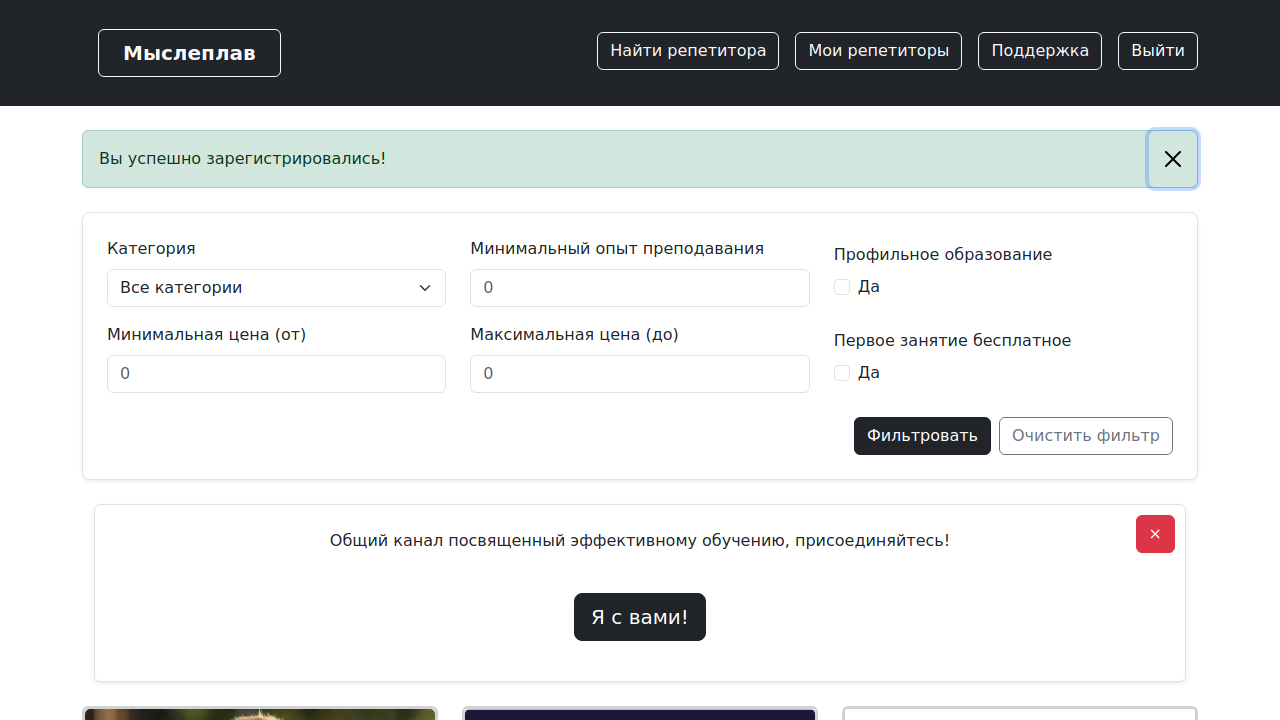 Мыслеплав
Найти репетитора
Мои репетиторы
Поддержка
Выйти
Вы успешно зарегистрировались!
Категория
Минимальный опыт преподавания
Профильное образование
Все категории
0
Да
Минимальная цена (от)
Максимальная цена (до)
Первое занятие бесплатное
0
0
Да
Фильтровать
Очистить фильтр
Общий канал посвященный эффективному обучению, присоединяйтесь!
×
Я с вами!